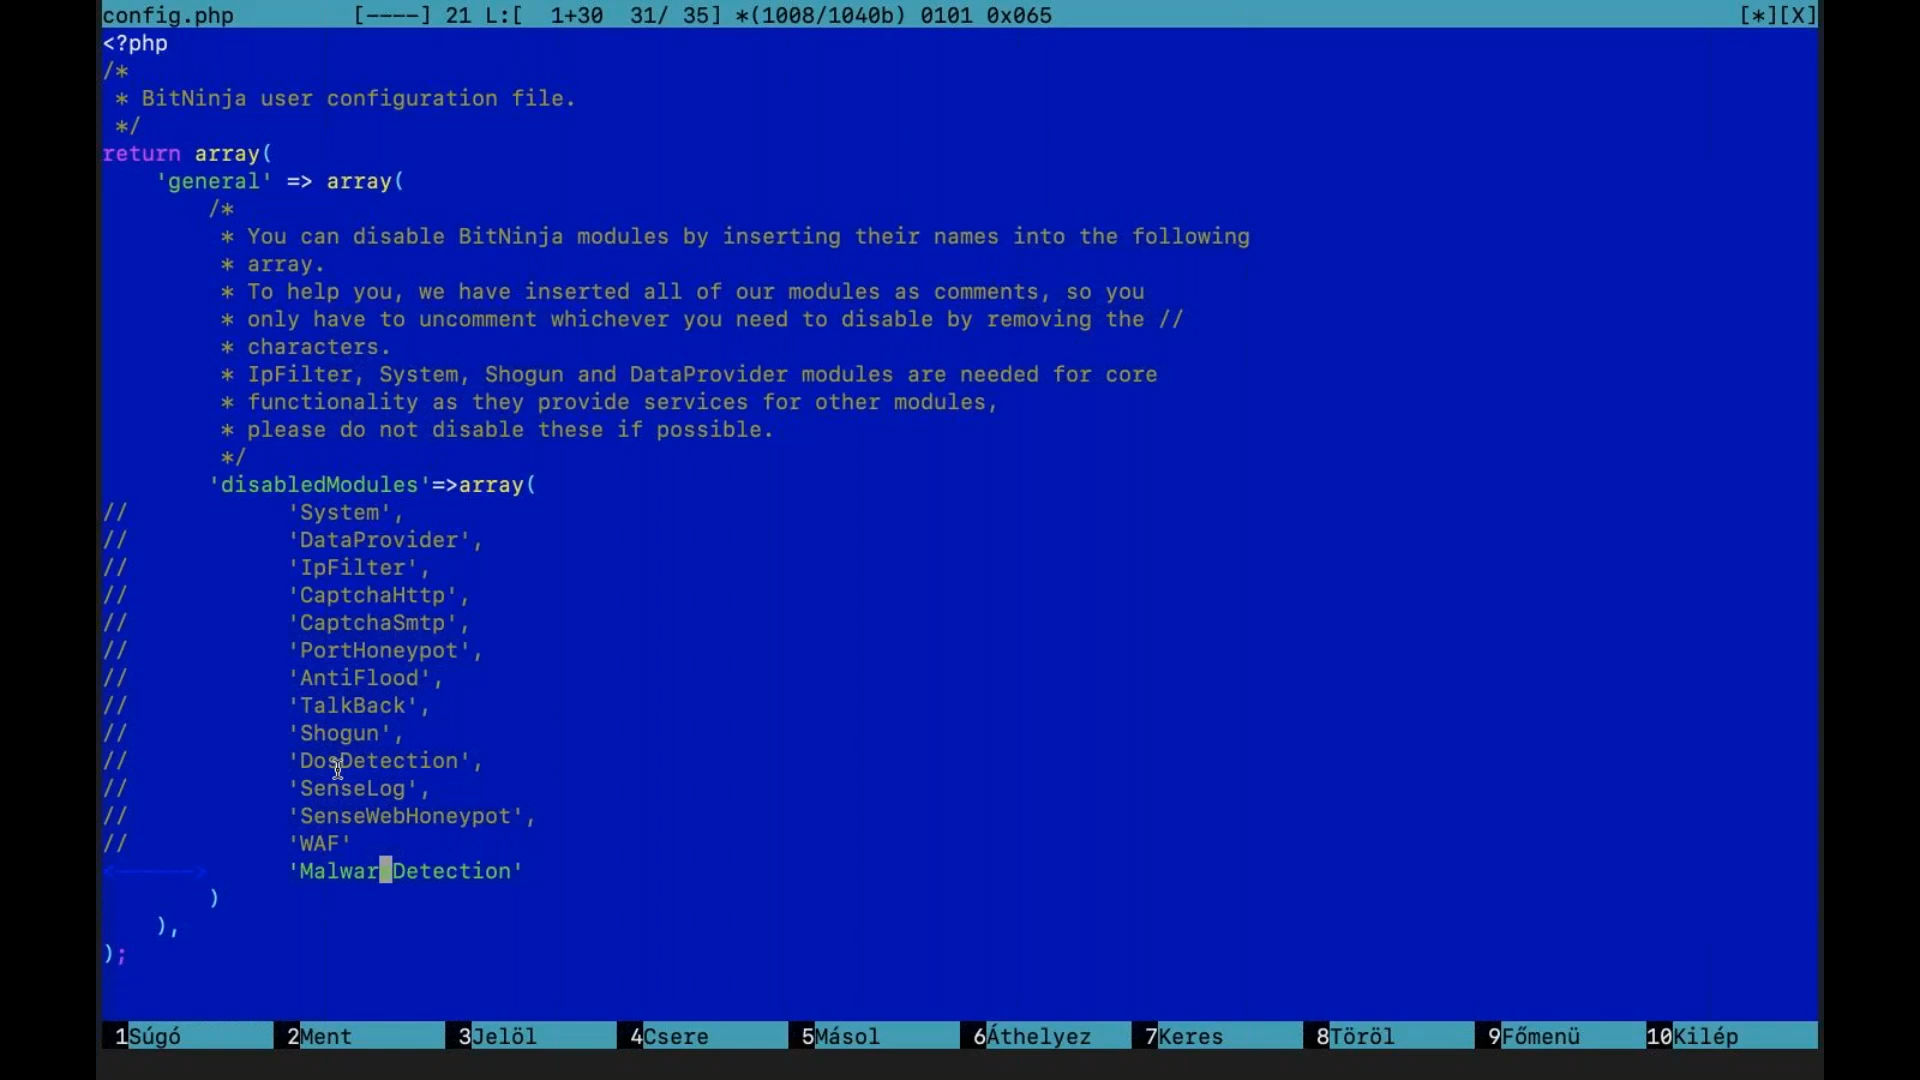 config.php [----] 21 L:[ 1+30 31/ 35] *(1008/1040b) 0101 0x065 [*][X]
<?php
/*
 * BitNinja user configuration file.
 */
return array(
    'general' => array(
        /*
         * You can disable BitNinja modules by inserting their names into the following
         * array.
         * To help you, we have inserted all of our modules as comments, so you
         * only have to uncomment whichever you need to disable by removing the //
         * characters.
         * IpFilter, System, Shogun and DataProvider modules are needed for core
         * functionality as they provide services for other modules,
         * please do not disable these if possible.
         */
        'disabledModules'=>array(
//            'System',
//            'DataProvider',
//            'IpFilter',
//            'CaptchaHttp',
//            'CaptchaSmtp',
//            'PortHoneypot',
//            'AntiFlood',
//            'TalkBack',
//            'Shogun',
//            'DosDetection',
//            'SenseLog',
//            'SenseWebHoneypot',
//            'WAF'
<------>      'MalwareDetection'
        )
    ),
);
1Súgó 2Ment 3Jelöl 4Csere 5Másol 6Áthelyez 7Keres 8Töröl 9Főmenü 10Kilép